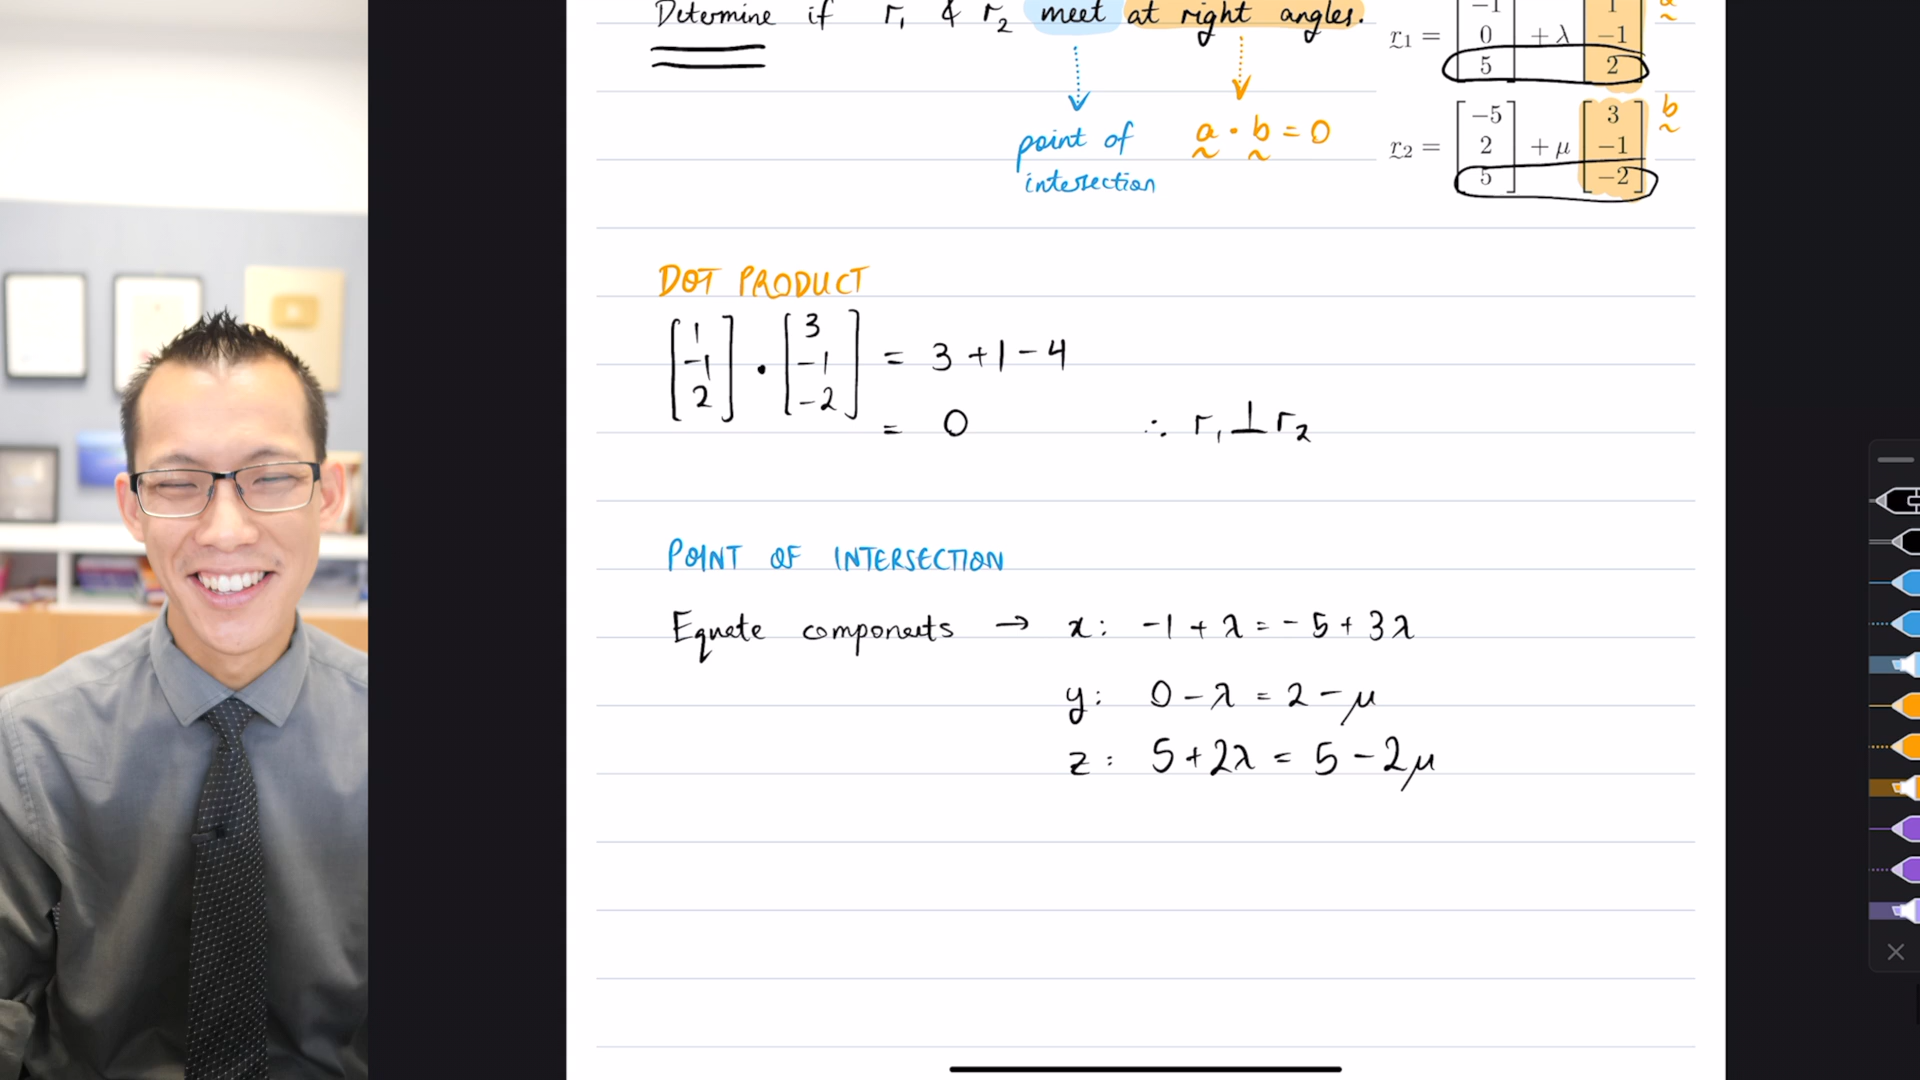 Determine if r₁ & r₂ meet at right angles.
point of intersection
a · b = 0
r1 = [−1 0 5] + λ [1 −1 2] a
r2 = [−5 2 5] + μ [3 −1 −2] b
DOT PRODUCT
[1 −1 2] · [3 −1 −2] = 3 + 1 − 4
= 0 ∴ r₁ ⊥ r₂
POINT OF INTERSECTION
Equate components → x: −1 + λ = −5 + 3λ
y: 0 − λ = 2 − μ
z: 5 + 2λ = 5 − 2μ